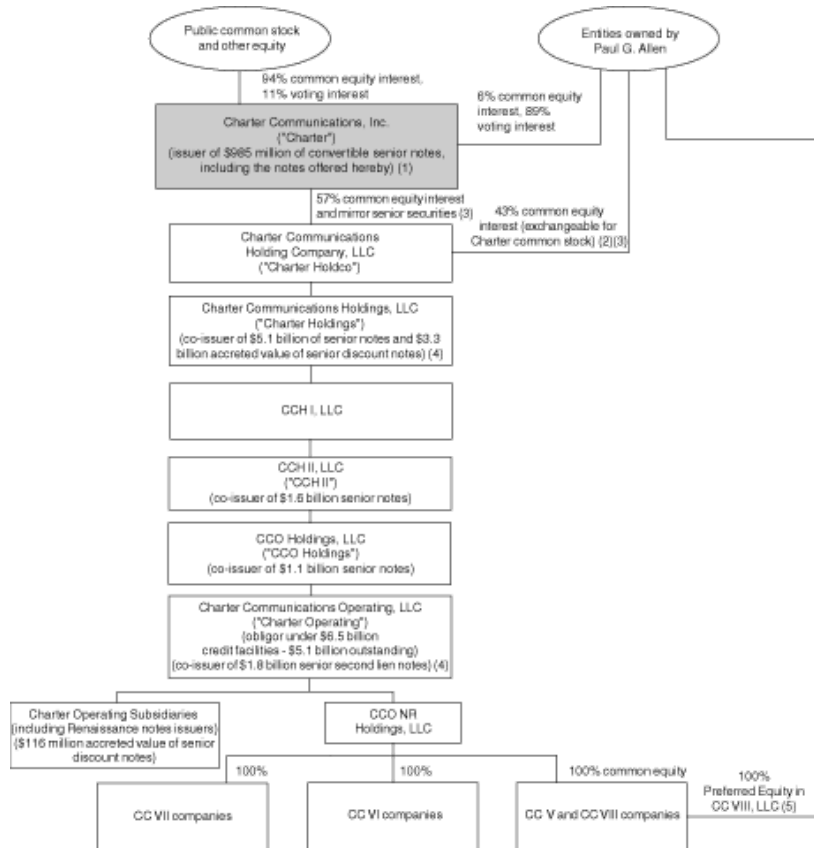 Public common stock
and other equity
Entities owned by
Paul G. Allen
94% common equity interest,
11% voting interest
6% common equity
interest, 89%
voting interest
Charter Communications, Inc.
("Charter")
(issuer of $985 million of convertible senior notes,
including the notes offered hereby) (1)
57% common equity interest
and mirror senior securities (3)
43% common equity
interest (exchangeable for
Charter common stock) (2)(3)
Charter Communications
Holding Company, LLC
("Charter Holdco")
Charter Communications Holdings, LLC
("Charter Holdings")
(co-issuer of $5.1 billion of senior notes and $3.3
billion accreted value of senior discount notes) (4)
CCH I, LLC
CCH II, LLC
("CCH II")
(co-issuer of $1.6 billion senior notes)
CCO Holdings, LLC
("CCO Holdings")
(co-issuer of $1.1 billion senior notes)
Charter Communications Operating, LLC
("Charter Operating")
(obligor under $6.5 billion
credit facilities - $5.1 billion outstanding)
(co-issuer of $1.8 billion senior second lien notes) (4)
Charter Operating Subsidiaries
(including Renaissance notes issuers)
($116 million accreted value of senior
discount notes)
CCO NR
Holdings, LLC
100%
100%
100% common equity
100%
Preferred Equity in
CC VIII, LLC (5)
CC VII companies
CC VI companies
CC V and CC VIII companies